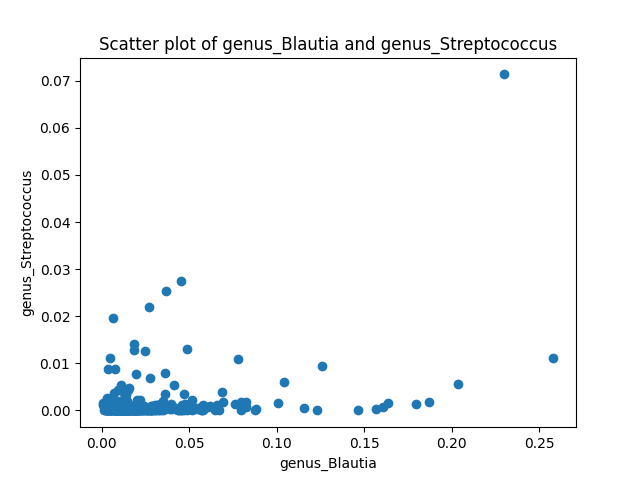 Scatter plot of genus_Blautia and genus_Streptococcus
0.07
0.06
0.05
0.04
0.03
0.02
0.01
0.00
genus_Streptococcus
0.00 0.05 0.10 0.15 0.20 0.25
genus_Blautia